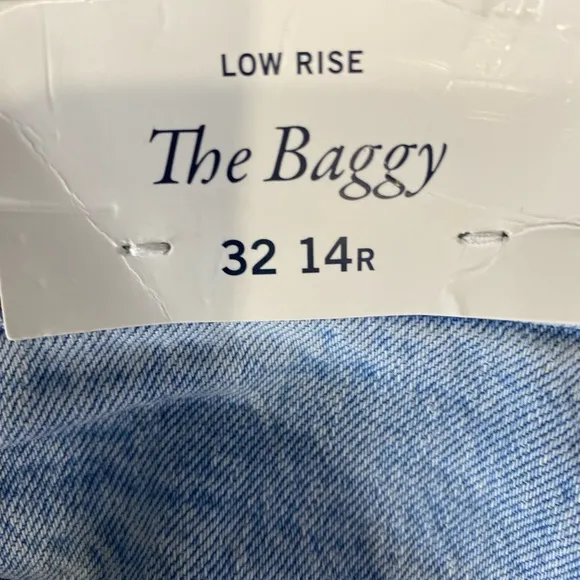 LOW RISE
The Baggy
32 14R